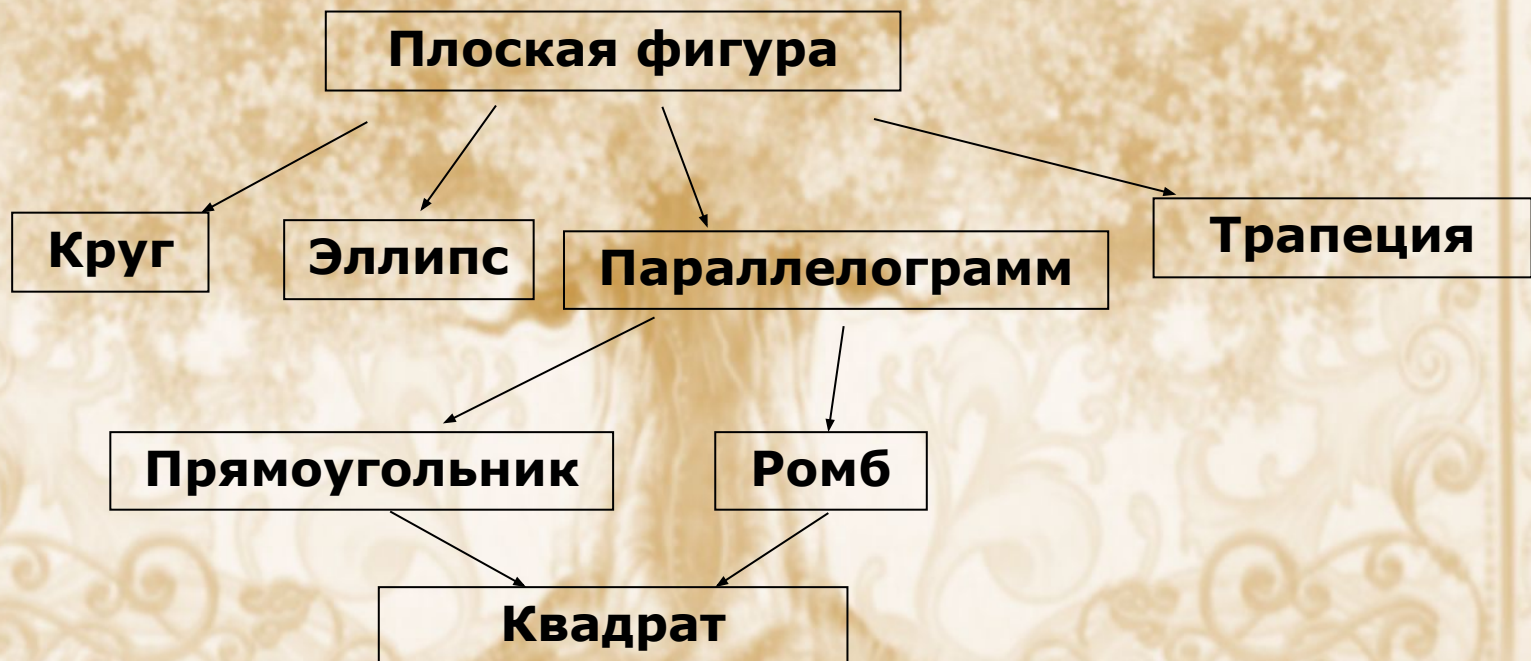 Плоская фигура
Круг
Эллипс
Параллелограмм
Трапеция
Прямоугольник
Ромб
Квадрат